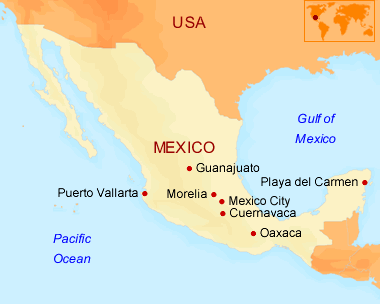 USA
Gulf of
Mexico
MEXICO
Guanajuato
Playa del Carmen
Puerto Vallarta
Morelia
Mexico City
Cuernavaca
Oaxaca
Pacific
Ocean